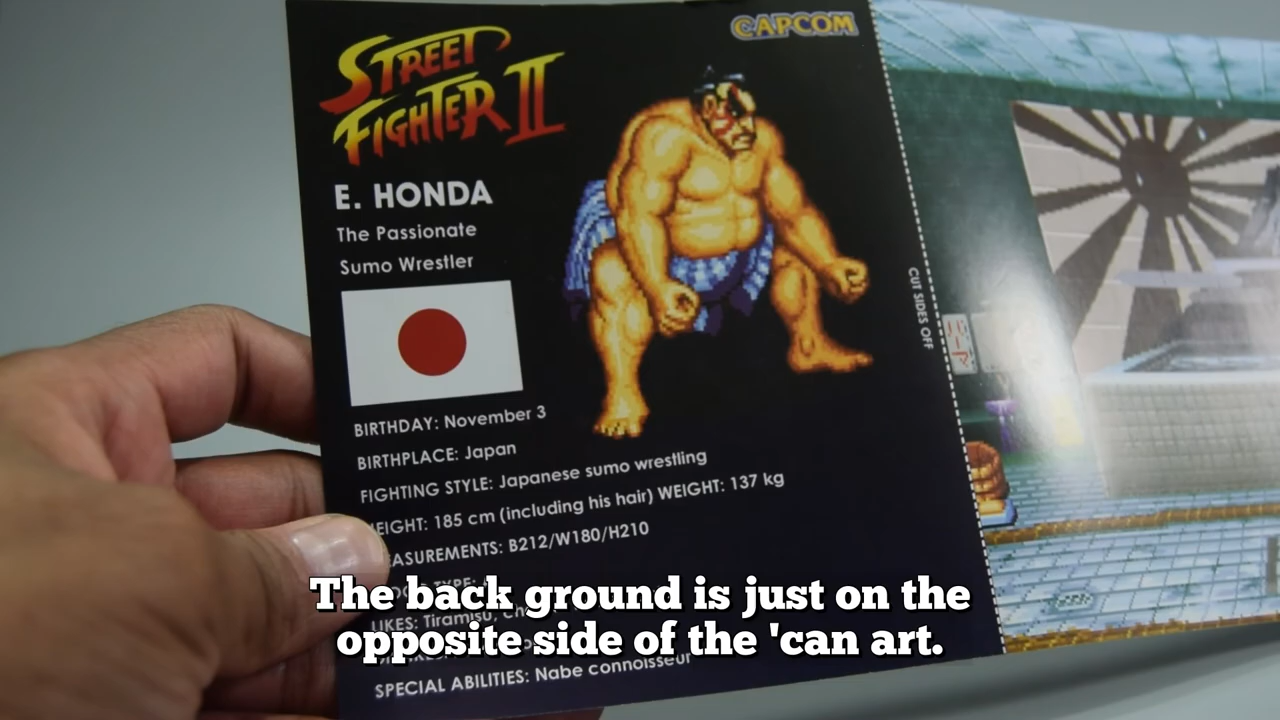 CAPCOM
STREET
FIGHTER II
E. HONDA
The Passionate
Sumo Wrestler
BIRTHDAY: November 3
BIRTHPLACE: Japan
FIGHTING STYLE: Japanese sumo wrestling
HEIGHT: 185 cm (including his hair) WEIGHT: 137 kg
MEASUREMENTS: B212/W180/H210
LIKES: Tiramisu,
SPECIAL ABILITIES: Nabe connoisseur
CUT SIDES OFF
The back ground is just on the
opposite side of the 'can art.